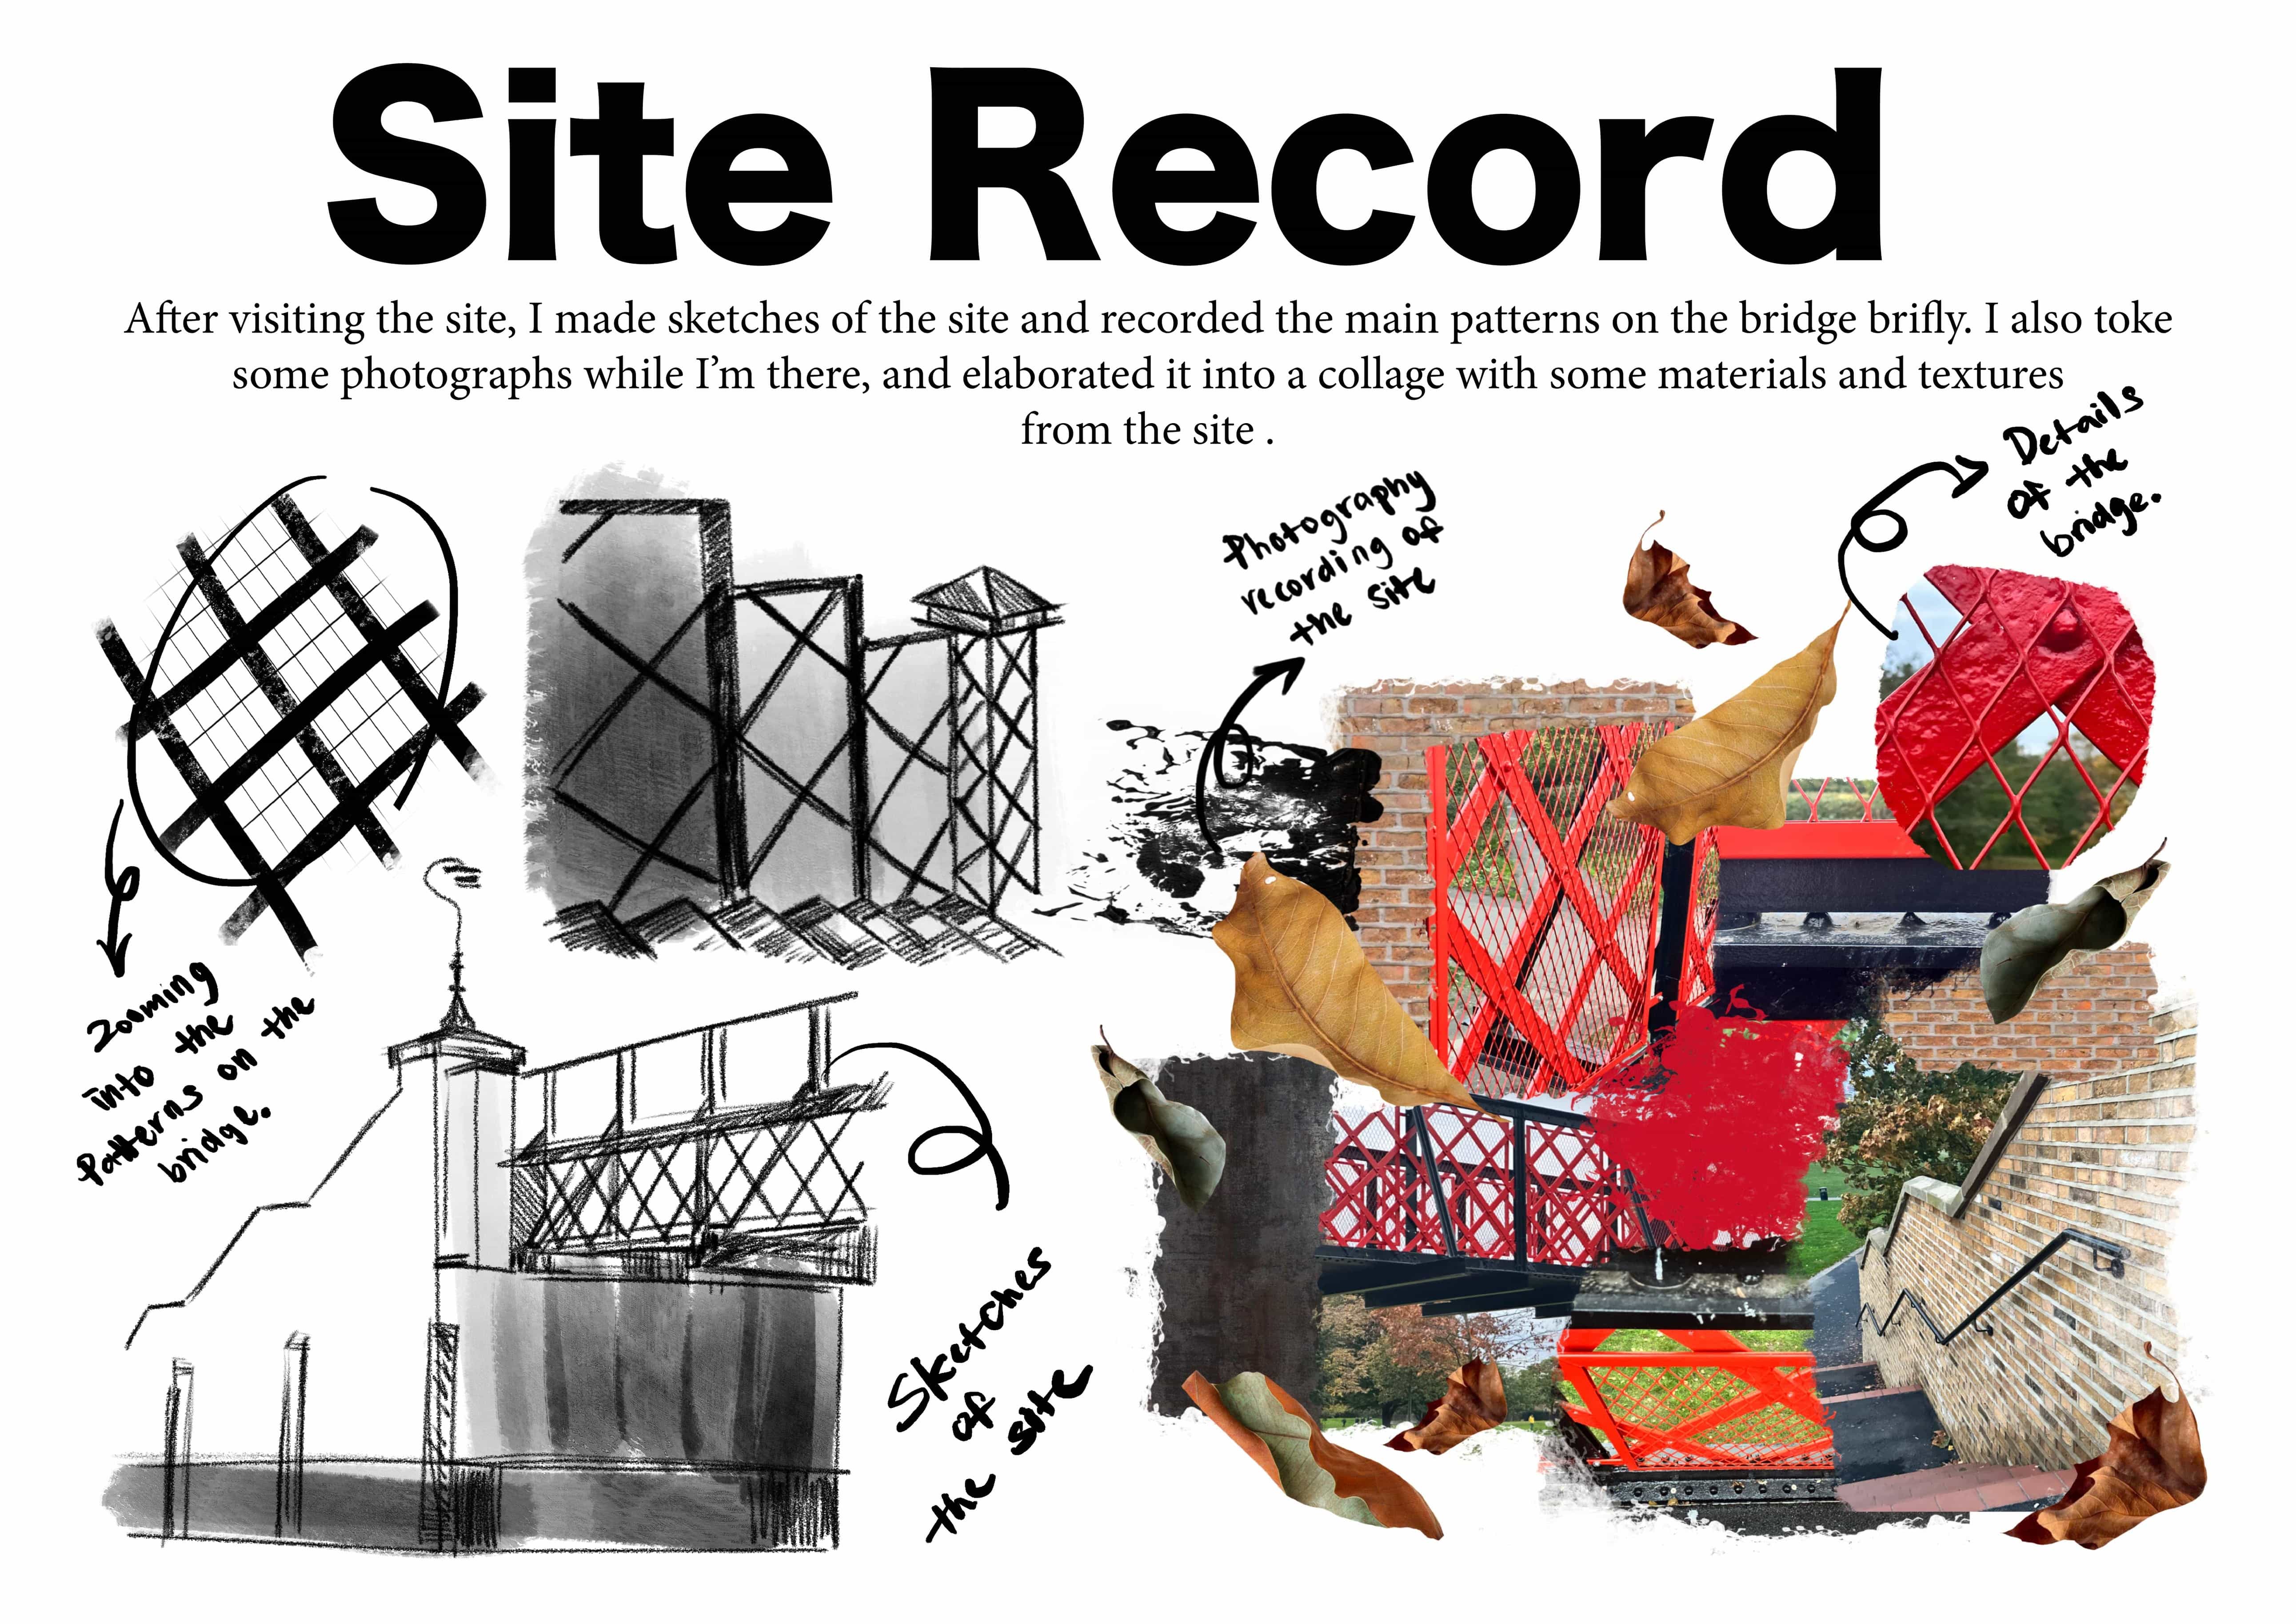 Site Record
After visiting the site, I made sketches of the site and recorded the main patterns on the bridge brifly. I also toke
some photographs while I'm there, and elaborated it into a collage with some materials and textures
from the site .
Details
of the
bridge.
Photography
recording of
the site
Zooming
into the
Patterns on the
bridge.
Sketches
of
the site